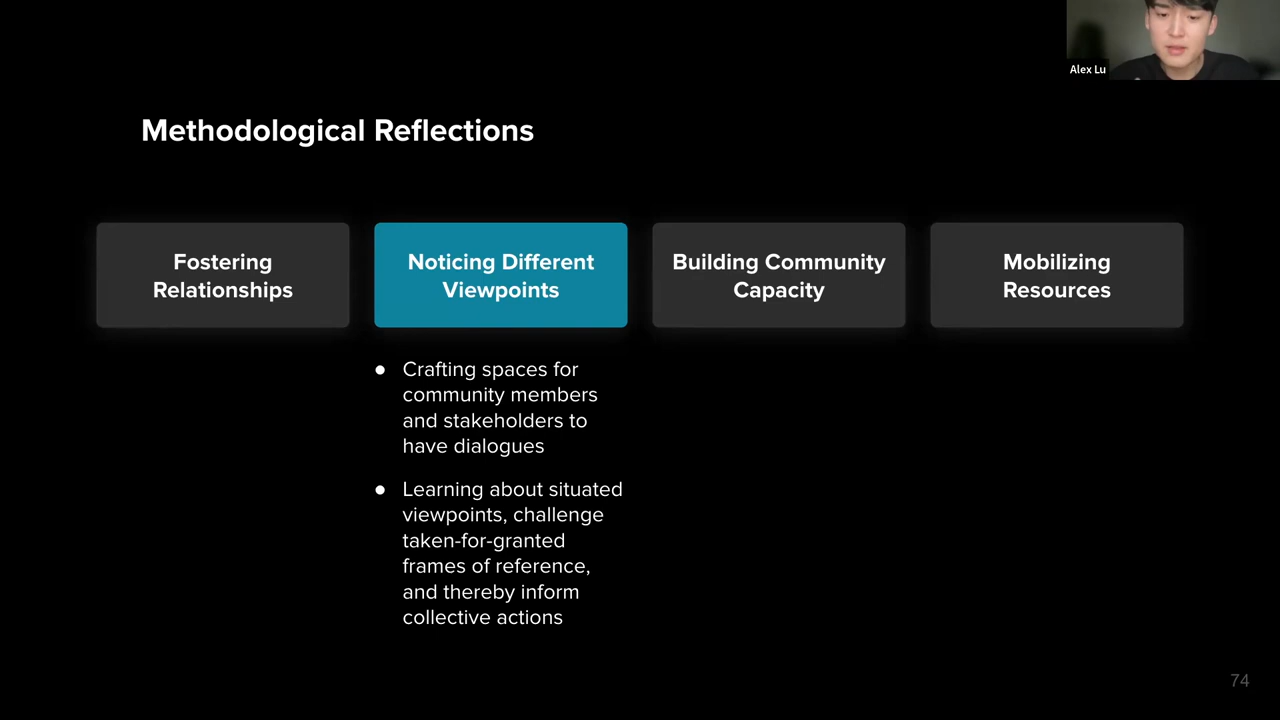 Alex Lu
Methodological Reflections
Fostering
Relationships
Noticing Different
Viewpoints
Building Community
Capacity
Mobilizing
Resources
● Crafting spaces for
community members
and stakeholders to
have dialogues
● Learning about situated
viewpoints, challenge
taken-for-granted
frames of reference,
and thereby inform
collective actions
74